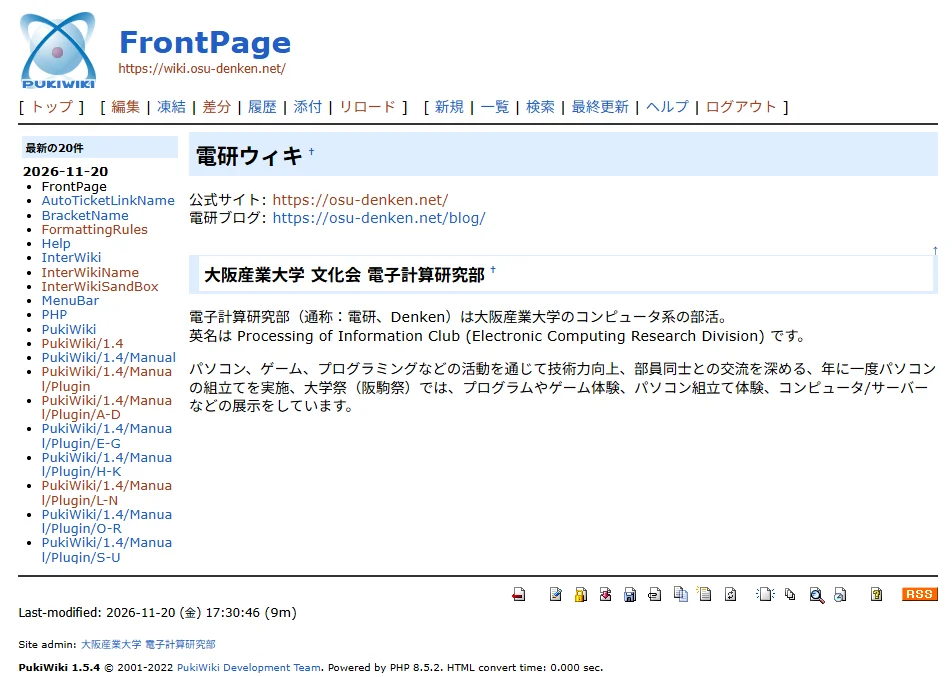 PUKIWIKI
FrontPage
https://wiki.osu-denken.net/
[ トップ ] [ 編集 | 凍結 | 差分 | 履歴 | 添付 | リロード ] [ 新規 | 一覧 | 検索 | 最終更新 | ヘルプ | ログアウト ]
最新の20件
2026-11-20
FrontPage
AutoTicketLinkName
BracketName
FormattingRules
Help
InterWiki
InterWikiName
InterWikiSandBox
MenuBar
PHP
PukiWiki
PukiWiki/1.4
PukiWiki/1.4/Manual
PukiWiki/1.4/Manua
l/Plugin
PukiWiki/1.4/Manua
l/Plugin/A-D
PukiWiki/1.4/Manua
l/Plugin/E-G
PukiWiki/1.4/Manua
l/Plugin/H-K
PukiWiki/1.4/Manua
l/Plugin/L-N
PukiWiki/1.4/Manua
l/Plugin/O-R
PukiWiki/1.4/Manua
l/Plugin/S-U
電研ウィキ †
公式サイト: https://osu-denken.net/
電研ブログ: https://osu-denken.net/blog/
↑
大阪産業大学 文化会 電子計算研究部 †
電子計算研究部（通称：電研、Denken）は大阪産業大学のコンピュータ系の部活。
英名は Processing of Information Club (Electronic Computing Research Division) です。
パソコン、ゲーム、プログラミングなどの活動を通じて技術力向上、部員同士との交流を深める、年に一度パソコン
の組立てを実施、大学祭（阪駒祭）では、プログラムやゲーム体験、パソコン組立て体験、コンピュータ/サーバー
などの展示をしています。
RSS
Last-modified: 2026-11-20 (金) 17:30:46 (9m)
Site admin: 大阪産業大学 電子計算研究部
PukiWiki 1.5.4 © 2001-2022 PukiWiki Development Team. Powered by PHP 8.5.2. HTML convert time: 0.000 sec.